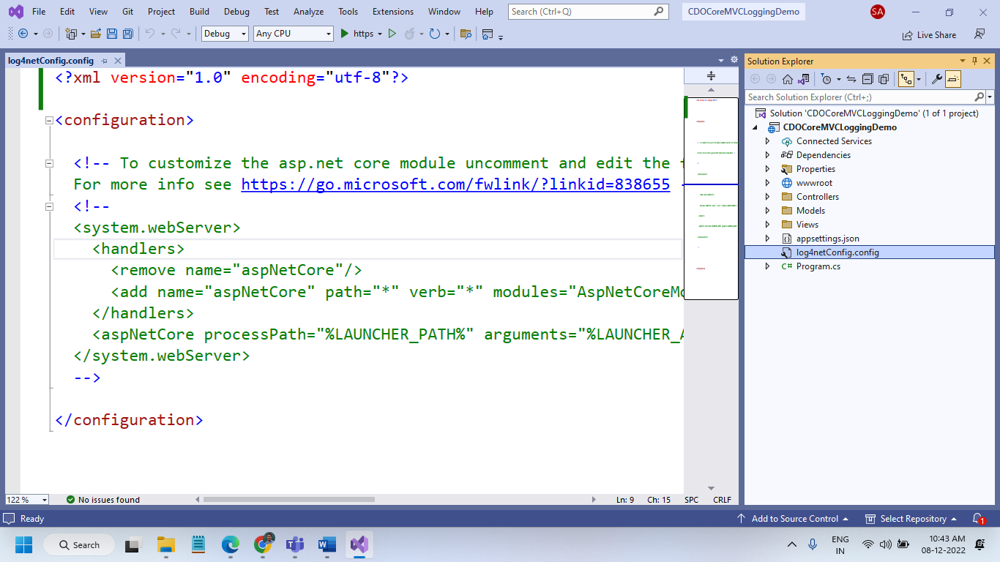 File Edit View Git Project Build Debug Test Analyze Tools Extensions Window Help Search (Ctrl+Q) CDOCoreMVCLoggingDemo SA
Debug Any CPU https Live Share
log4netConfig.config
<?xml version="1.0" encoding="utf-8"?>
<configuration>
<!-- To customize the asp.net core module uncomment and edit the
For more info see https://go.microsoft.com/fwlink/?linkid=838655
<!--
<system.webServer>
<handlers>
<remove name="aspNetCore"/>
<add name="aspNetCore" path="*" verb="*" modules="AspNetCoreMo
</handlers>
<aspNetCore processPath="%LAUNCHER_PATH%" arguments="%LAUNCHER_A
</system.webServer>
-->
</configuration>
122 % No issues found Ln: 9 Ch: 15 SPC CRLF
Solution Explorer
Search Solution Explorer (Ctrl+;)
Solution 'CDOCoreMVCLoggingDemo' (1 of 1 project)
CDOCoreMVCLoggingDemo
Connected Services
Dependencies
Properties
wwwroot
Controllers
Models
Views
appsettings.json
log4netConfig.config
C# Program.cs
Ready Add to Source Control Select Repository 1
Search ENG IN 10:43 AM 08-12-2022